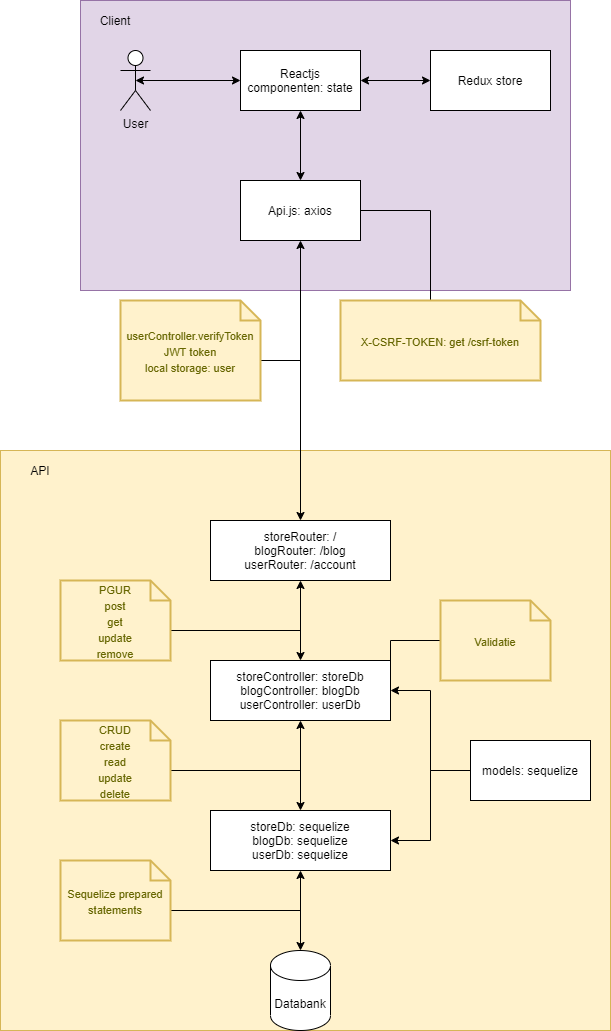 Client
Reactjs
componenten: state
Redux store
User
Api.js: axios
userController.verifyToken
JWT token
local storage: user
X-CSRF-TOKEN: get /csrf-token
API
storeRouter: /
blogRouter: /blog
userRouter: /account
PGUR
post
get
update
remove
Validatie
storeController: storeDb
blogController: blogDb
userController: userDb
CRUD
create
read
update
delete
models: sequelize
storeDb: sequelize
blogDb: sequelize
userDb: sequelize
Sequelize prepared
statements
Databank